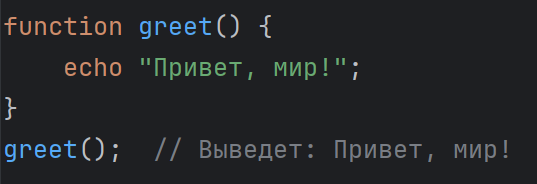 function greet() {
    echo "Привет, мир!";
}
greet();  // Выведет: Привет, мир!